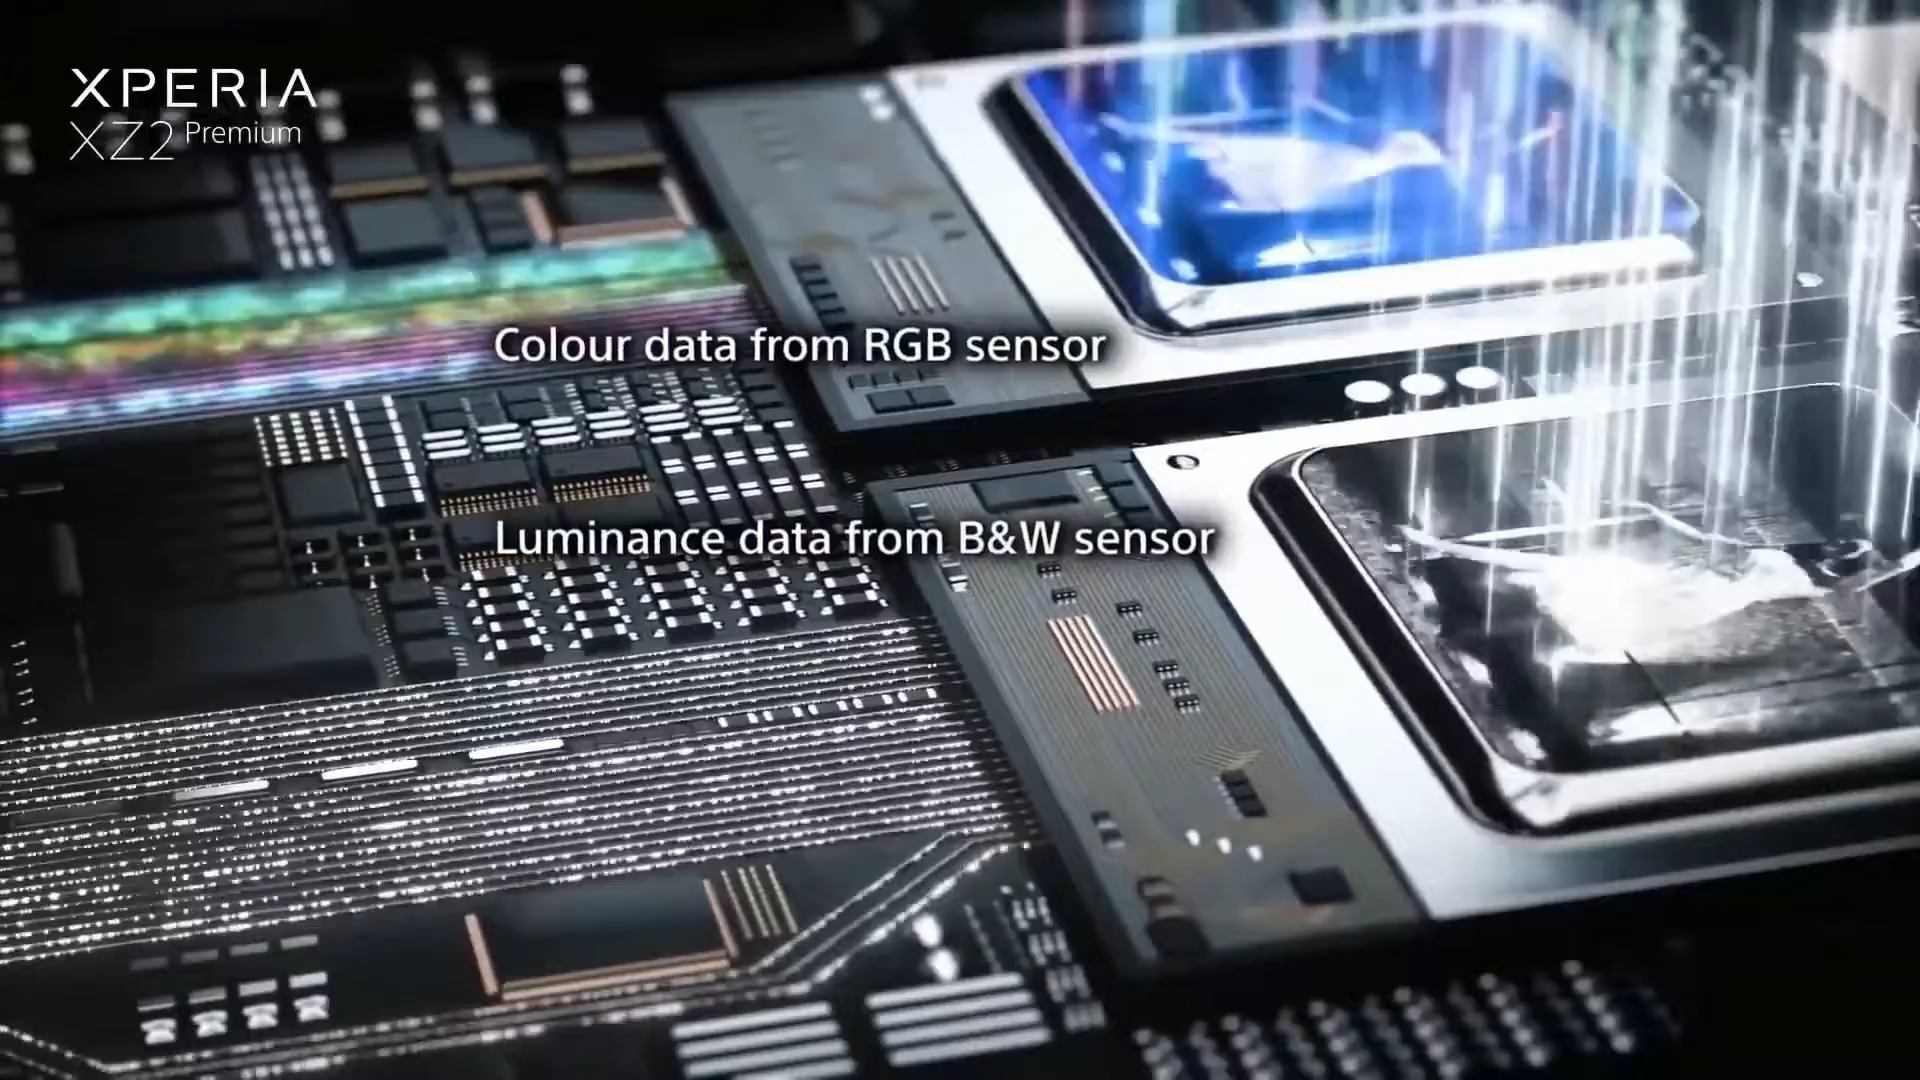 XPERIA
XZ2 Premium
Colour data from RGB sensor
Luminance data from B&W sensor